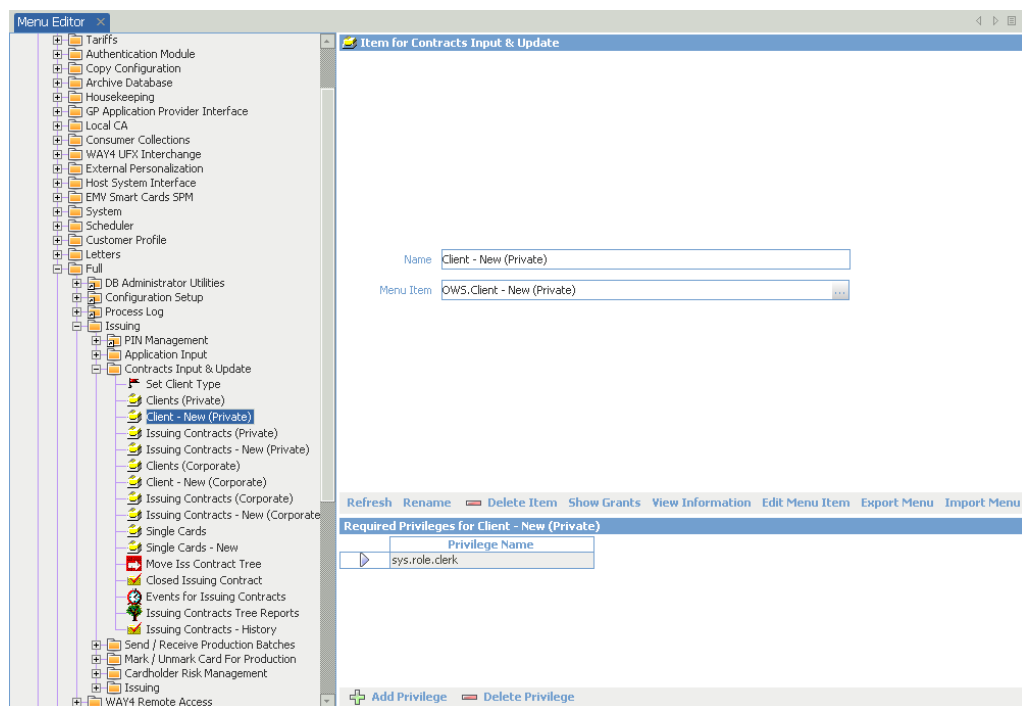 Menu Editor
Tariffs
Authentication Module
Copy Configuration
Archive Database
Housekeeping
GP Application Provider Interface
Local CA
Consumer Collections
WAY4 UFX Interchange
External Personalization
Host System Interface
EMV Smart Cards SPM
System
Scheduler
Customer Profile
Letters
Full
DB Administrator Utilities
Configuration Setup
Process Log
Issuing
PIN Management
Application Input
Contracts Input & Update
Set Client Type
Clients (Private)
Client - New (Private)
Issuing Contracts (Private)
Issuing Contracts - New (Private)
Clients (Corporate)
Client - New (Corporate)
Issuing Contracts (Corporate)
Issuing Contracts - New (Corporate
Single Cards
Single Cards - New
Move Iss Contract Tree
Closed Issuing Contract
Events for Issuing Contracts
Issuing Contracts Tree Reports
Issuing Contracts - History
Send / Receive Production Batches
Mark / Unmark Card For Production
Cardholder Risk Management
Issuing
WAY4 Remote Access
Item for Contracts Input & Update
Name Client - New (Private)
Menu Item OWS.Client - New (Private) ...
Refresh Rename Delete Item Show Grants View Information Edit Menu Item Export Menu Import Menu
Required Privileges for Client - New (Private)
Privilege Name
sys.role.clerk
Add Privilege Delete Privilege